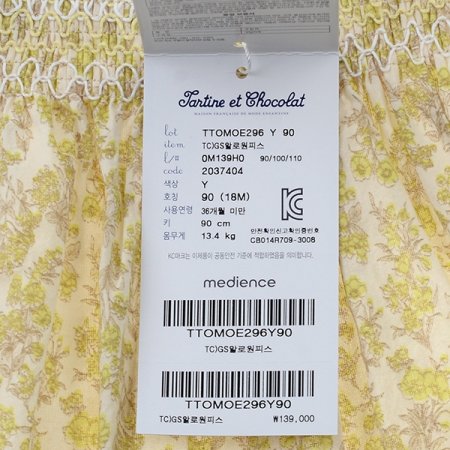 Tartine et Chocolat
MAISON FRANÇAISE DE MODE ENFANTINE
lot TTOMOE296 Y 90
item TC)GS알로원피스
l/# 0M139H0 90/100/110
code 2037404
색상 Y
호칭 90 (18M)
사용연령 36개월 미만
키 90 cm
몸무게 13.4 kg
안전확인신고확인증번호
CB014R709-3008
KC마크는 이제품이 공통안전 기준에 적합하였음을 의미합니다.
medience
TTOMOE296Y90
TC)GS알로원피스
TTOMOE296Y90
TC)GS알로원피스 ₩139,000